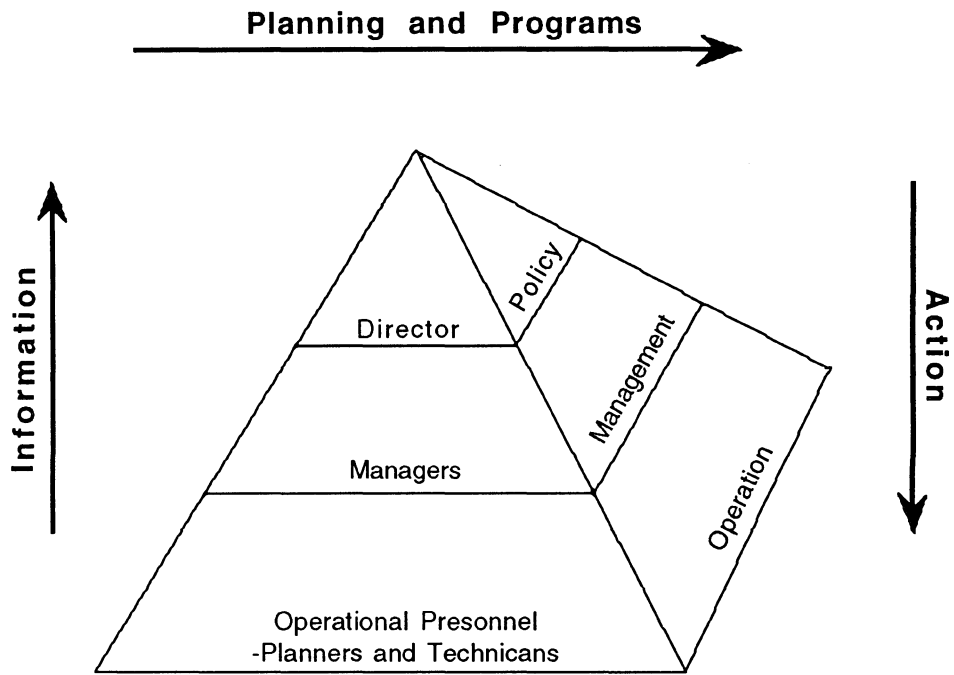 Planning and Programs
Information
Action
Policy
Director
Management
Managers
Operation
Operational Presonnel
-Planners and Technicans